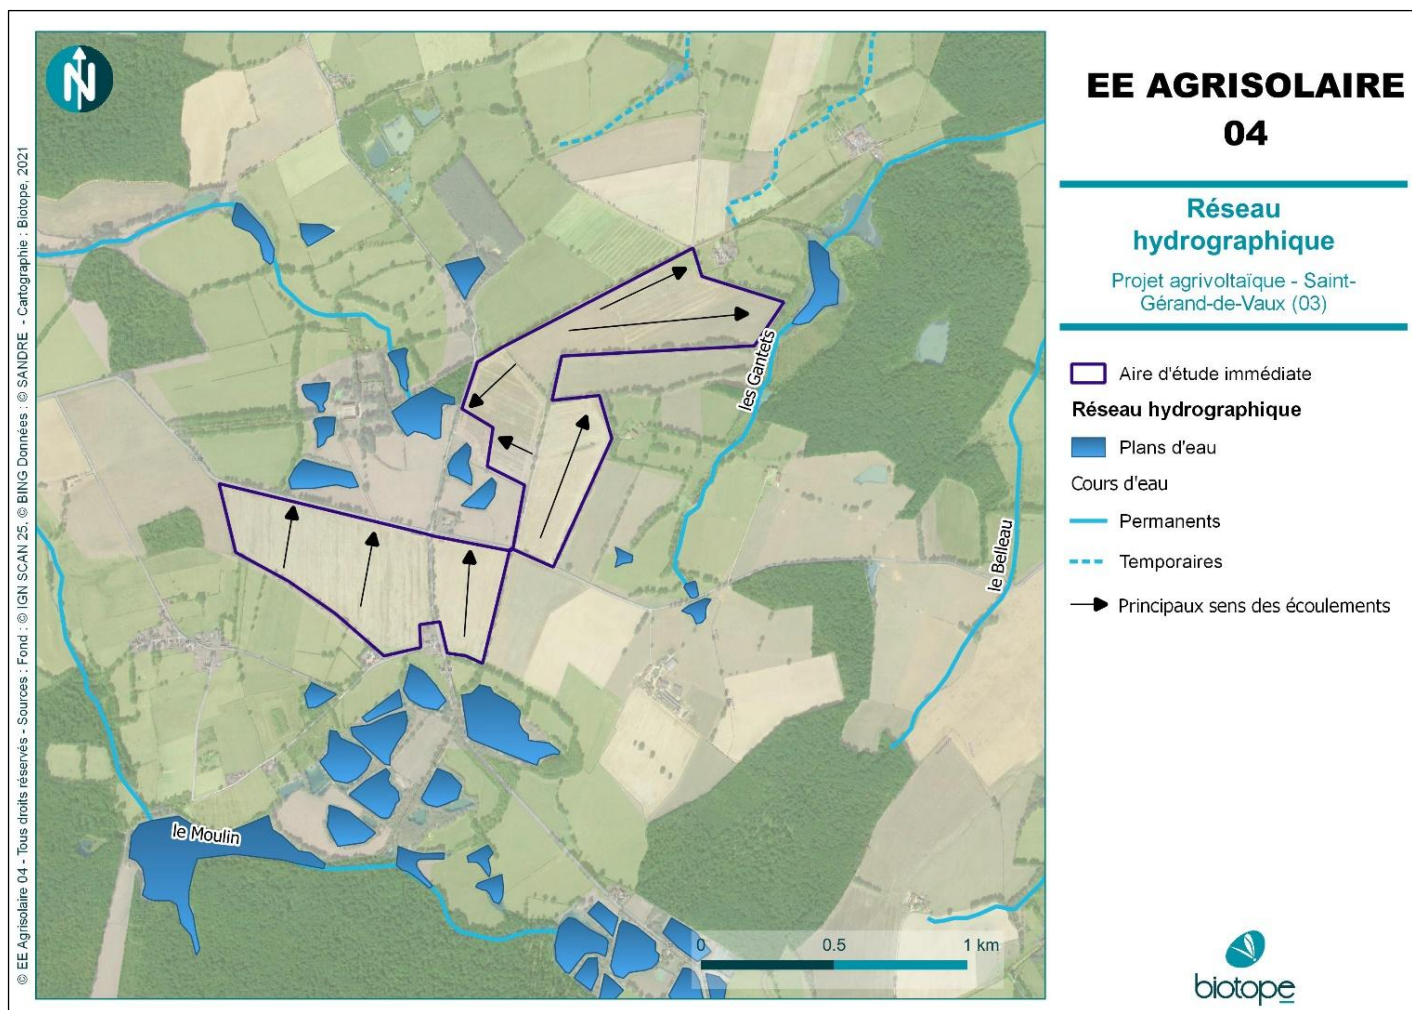 N
© EE Agrisolaire 04 - Tous droits réservés - Sources : Fond : © IGN SCAN 25, © BING Données : © SANDRE - Cartographie : Biotope, 2021
les Gantets
le Belleau
le Moulin
0 0.5 1 km
EE AGRISOLAIRE
04
Réseau
hydrographique
Projet agrivoltaïque - Saint-
Gérand-de-Vaux (03)
Aire d'étude immédiate
Réseau hydrographique
Plans d'eau
Cours d'eau
Permanents
Temporaires
Principaux sens des écoulements
biotope